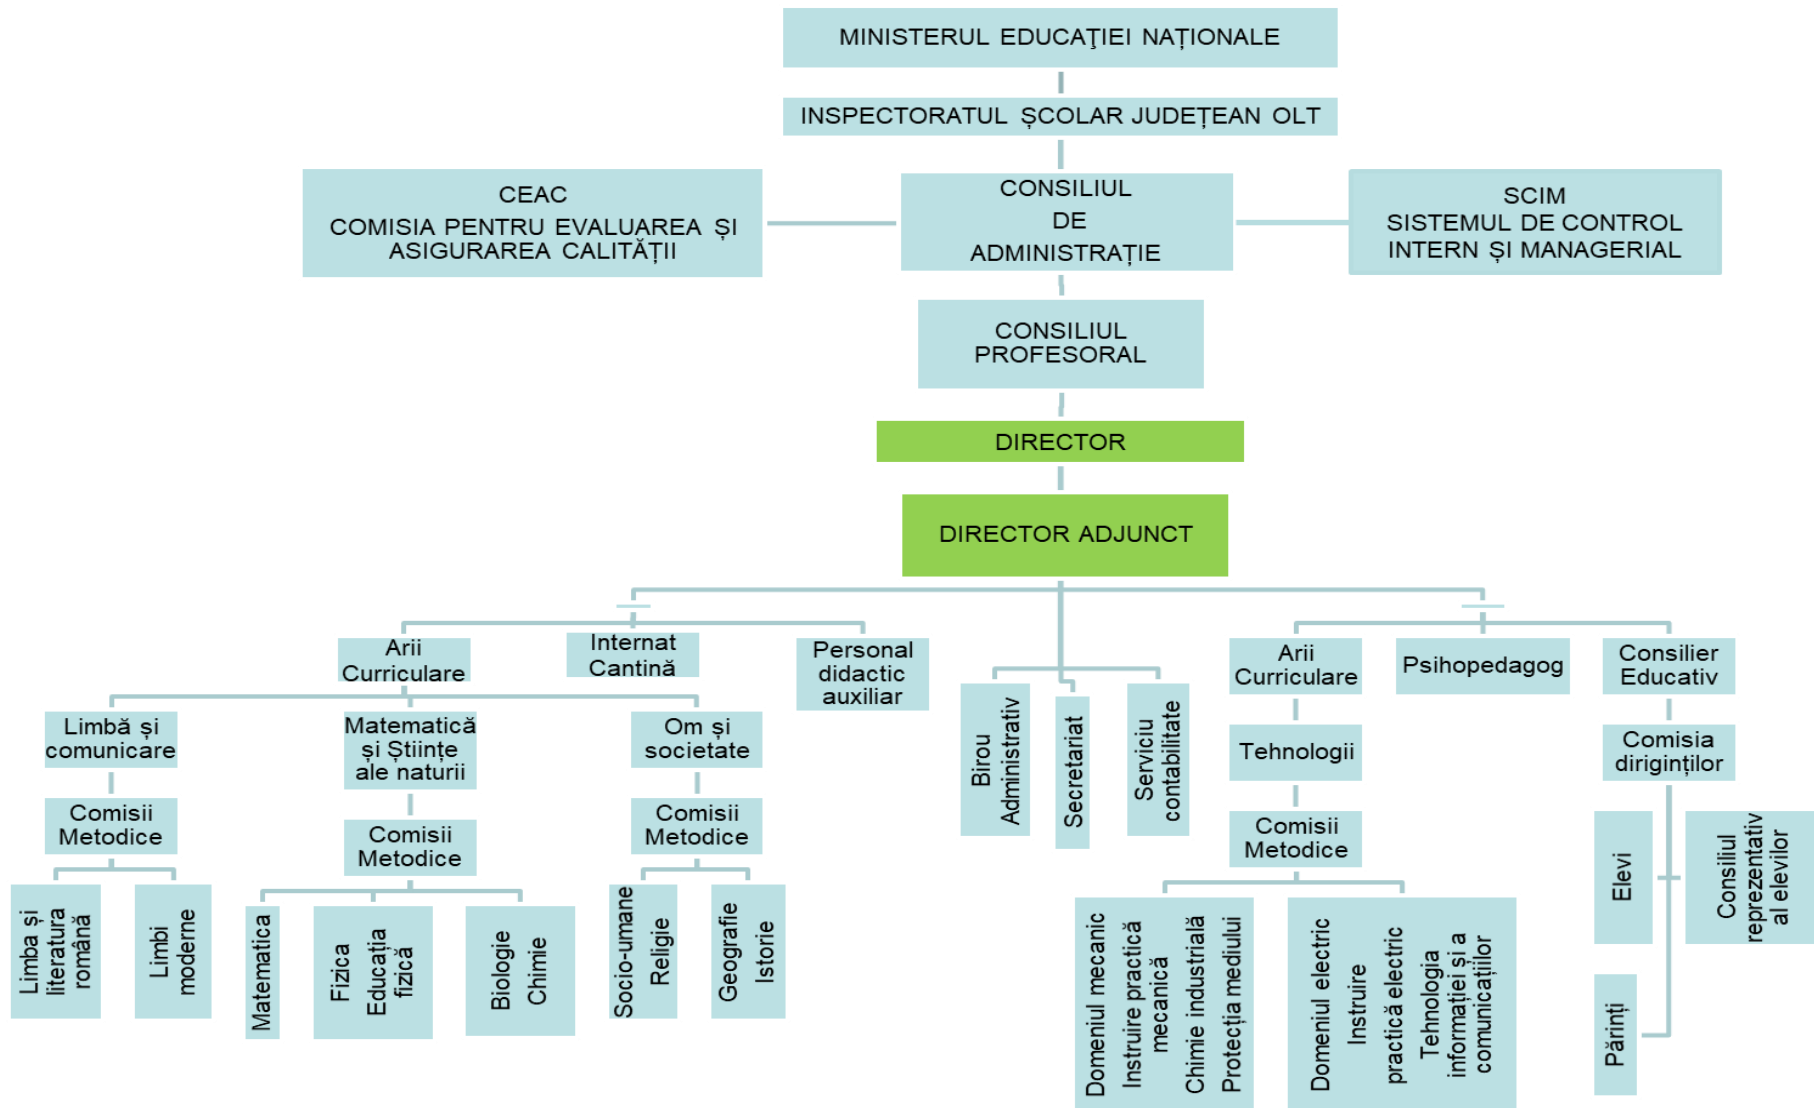 MINISTERUL EDUCAŢIEI NAȚIONALE
INSPECTORATUL ȘCOLAR JUDEȚEAN OLT
CEAC
COMISIA PENTRU EVALUAREA ȘI
ASIGURAREA CALITĂȚII
CONSILIUL
DE
ADMINISTRAȚIE
SCIM
SISTEMUL DE CONTROL
INTERN ȘI MANAGERIAL
CONSILIUL
PROFESORAL
DIRECTOR
DIRECTOR ADJUNCT
Arii
Curriculare
Internat
Cantină
Personal
didactic
auxiliar
Birou
Administrativ
Secretariat
Serviciu
contabilitate
Arii
Curriculare
Psihopedagog
Consilier
Educativ
Limbă și
comunicare
Matematică
și Științe
ale naturii
Om și
societate
Tehnologii
Comisia
diriginților
Comisii
Metodice
Comisii
Metodice
Comisii
Metodice
Comisii
Metodice
Elevi
Consiliul
reprezentativ
al elevilor
Părinți
Limba și
literatura
română
Limbi
moderne
Matematica
Fizica
Educația
fizică
Biologie
Chimie
Socio-umane
Religie
Geografie
Istorie
Domeniul mecanic
Instruire practică
mecanică
Chimie industrială
Protecția mediului
Domeniul electric
Instruire
practică electric
Tehnologia
informației și a
comunicațiilor